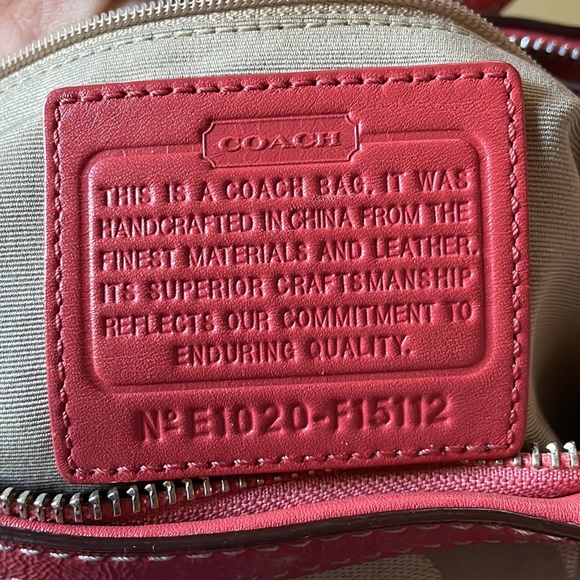 COACH
THIS IS A COACH BAG. IT WAS
HANDCRAFTED IN CHINA FROM THE
FINEST MATERIALS AND LEATHER.
ITS SUPERIOR CRAFTSMANSHIP
REFLECTS OUR COMMITMENT TO
ENDURING QUALITY.
Nº E1020-F15112